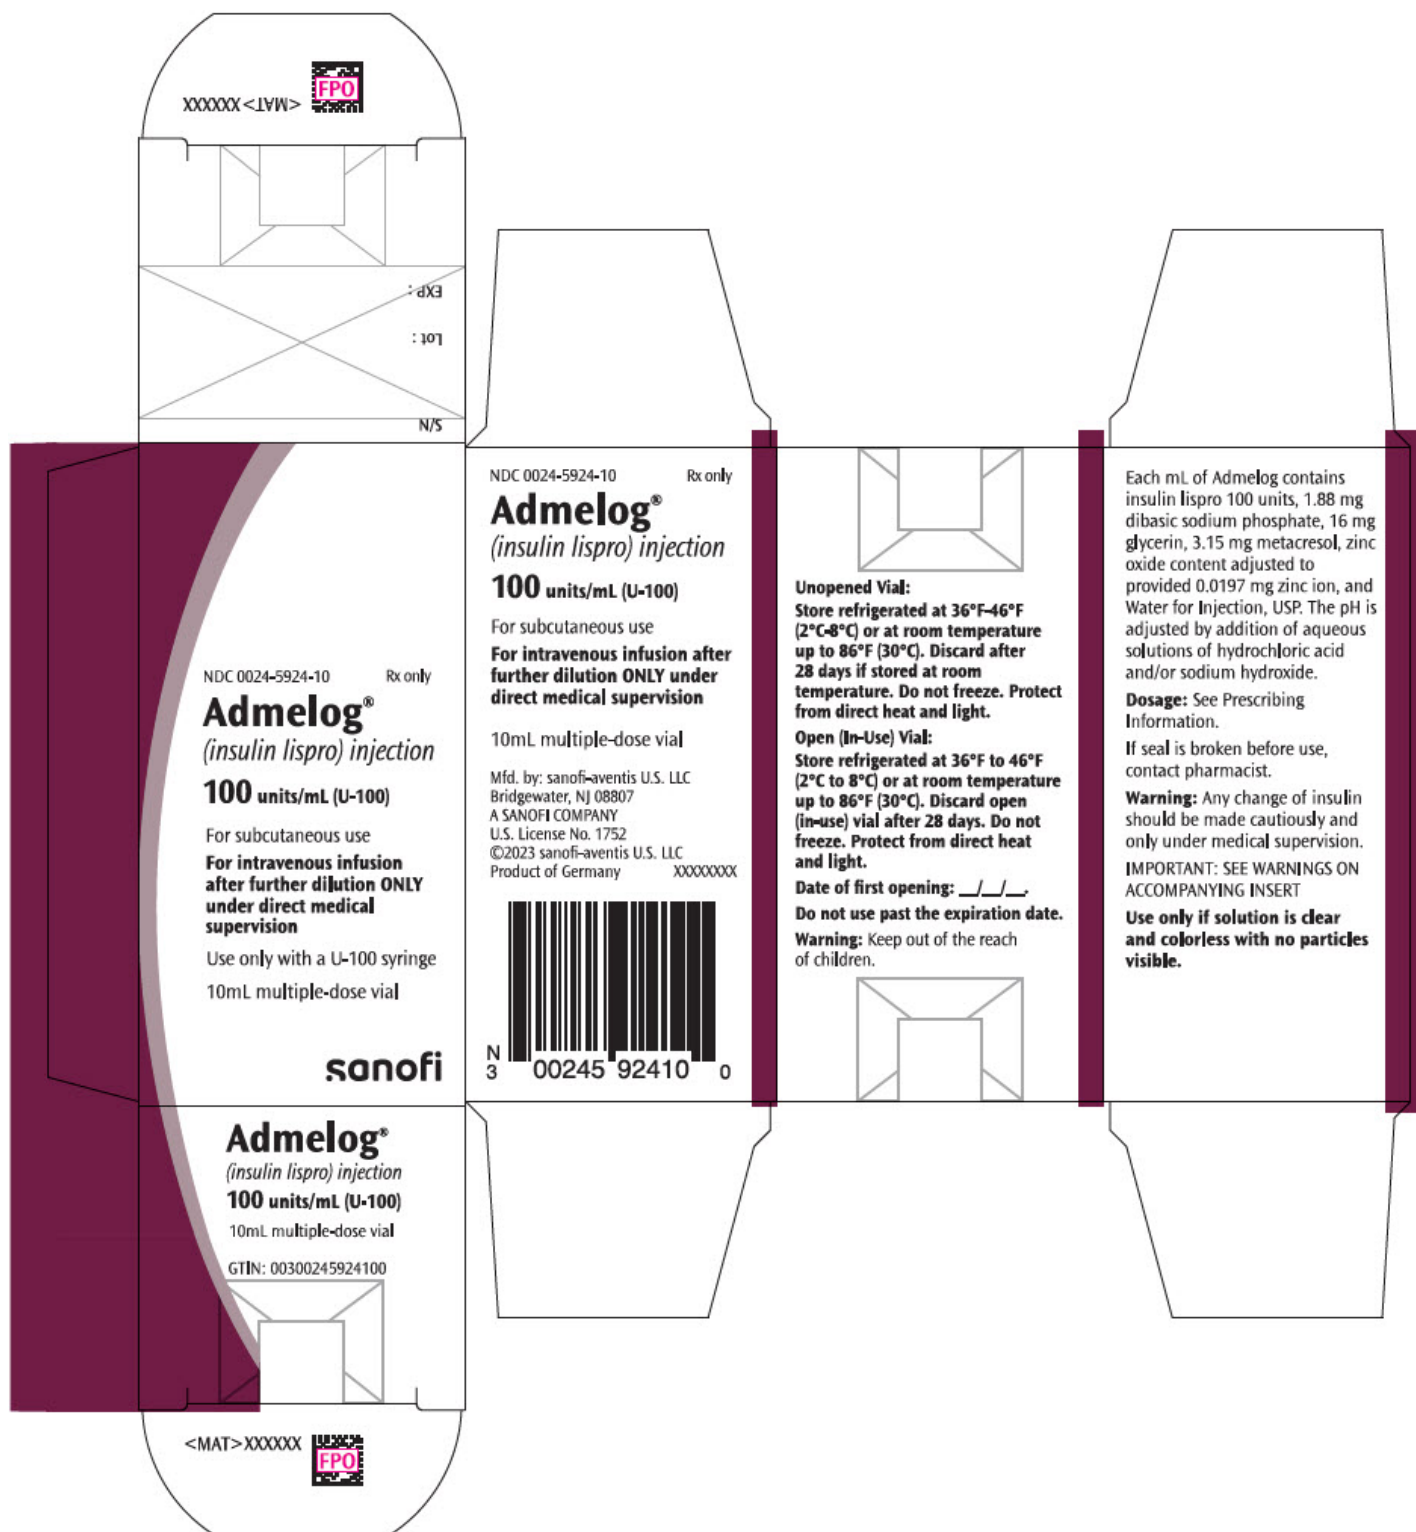 <MAT>XXXXXX
FPO
EXP :
Lot :
S/N
NDC 0024-5924-10 Rx only
Admelog®
(insulin lispro) injection
100 units/mL (U-100)
For subcutaneous use
For intravenous infusion
after further dilution ONLY
under direct medical
supervision
Use only with a U-100 syringe
10mL multiple-dose vial
sanofi
Admelog®
(insulin lispro) injection
100 units/mL (U-100)
10mL multiple-dose vial
GTIN: 00300245924100
<MAT>XXXXXX
FPO
NDC 0024-5924-10 Rx only
Admelog®
(insulin lispro) injection
100 units/mL (U-100)
For subcutaneous use
For intravenous infusion after
further dilution ONLY under
direct medical supervision
10mL multiple-dose vial
Mfd. by: sanofi-aventis U.S. LLC
Bridgewater, NJ 08807
A SANOFI COMPANY
U.S. License No. 1752
©2023 sanofi-aventis U.S. LLC
Product of Germany XXXXXXXX
N
3 00245 92410 0
Unopened Vial:
Store refrigerated at 36°F-46°F
(2°C-8°C) or at room temperature
up to 86°F (30°C). Discard after
28 days if stored at room
temperature. Do not freeze. Protect
from direct heat and light.
Open (In-Use) Vial:
Store refrigerated at 36°F to 46°F
(2°C to 8°C) or at room temperature
up to 86°F (30°C). Discard open
(in-use) vial after 28 days. Do not
freeze. Protect from direct heat
and light.
Date of first opening: __/__/__.
Do not use past the expiration date.
Warning: Keep out of the reach
of children.
Each mL of Admelog contains
insulin lispro 100 units, 1.88 mg
dibasic sodium phosphate, 16 mg
glycerin, 3.15 mg metacresol, zinc
oxide content adjusted to
provided 0.0197 mg zinc ion, and
Water for Injection, USP. The pH is
adjusted by addition of aqueous
solutions of hydrochloric acid
and/or sodium hydroxide.
Dosage: See Prescribing
Information.
If seal is broken before use,
contact pharmacist.
Warning: Any change of insulin
should be made cautiously and
only under medical supervision.
IMPORTANT: SEE WARNINGS ON
ACCOMPANYING INSERT
Use only if solution is clear
and colorless with no particles
visible.